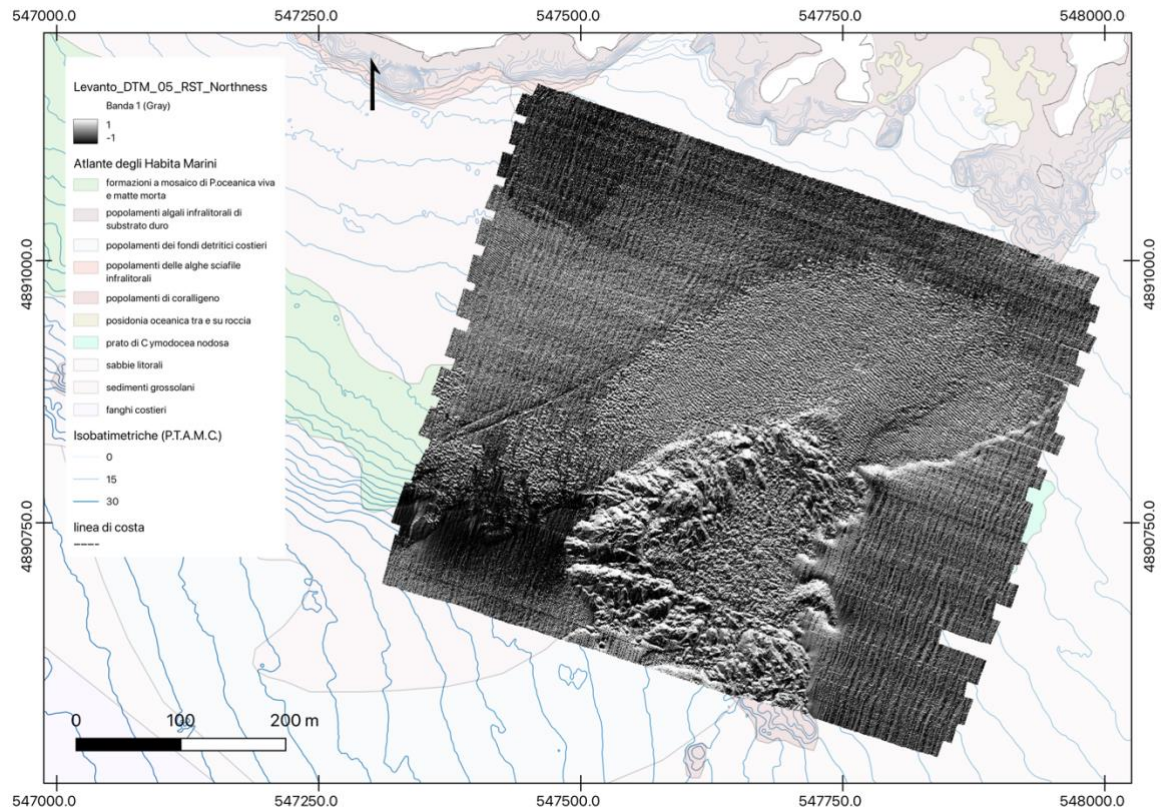 547000.0 547250.0 547500.0 547750.0 548000.0
Levanto_DTM_05_RST_Northness
Banda 1 (Gray)
1
-1
Atlante degli Habita Marini
formazioni a mosaico di P.oceanica viva
e matte morta
popolamenti algali infralitorali di
substrato duro
popolamenti dei fondi detritici costieri
popolamenti delle alghe sciafile
infralitorali
popolamenti di coralligeno
posidonia oceanica tra e su roccia
prato di C ymodocea nodosa
sabbie litorali
sedimenti grossolani
fanghi costieri
Isobatimetriche (P.T.A.M.C.)
0
15
30
linea di costa
4891000.0
4891000.0
4890750.0
4890750.0
0 100 200 m
547000.0 547250.0 547500.0 547750.0 548000.0